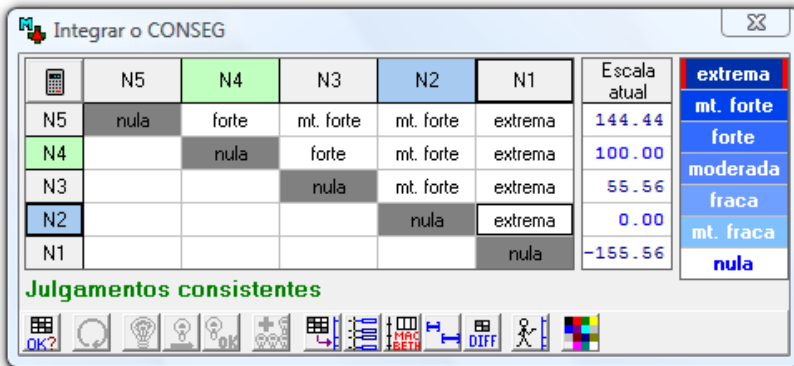 Integrar o CONSEG
N5 N4 N3 N2 N1 Escala atual extrema
N5 nula forte mt. forte mt. forte extrema 144.44 mt. forte
N4 nula forte mt. forte extrema 100.00 forte
N3 nula mt. forte extrema 55.56 moderada
N2 nula extrema 0.00 fraca
N1 nula -155.56 mt. fraca
nula
Julgamentos consistentes
OK? OK MAC BETH DIFF